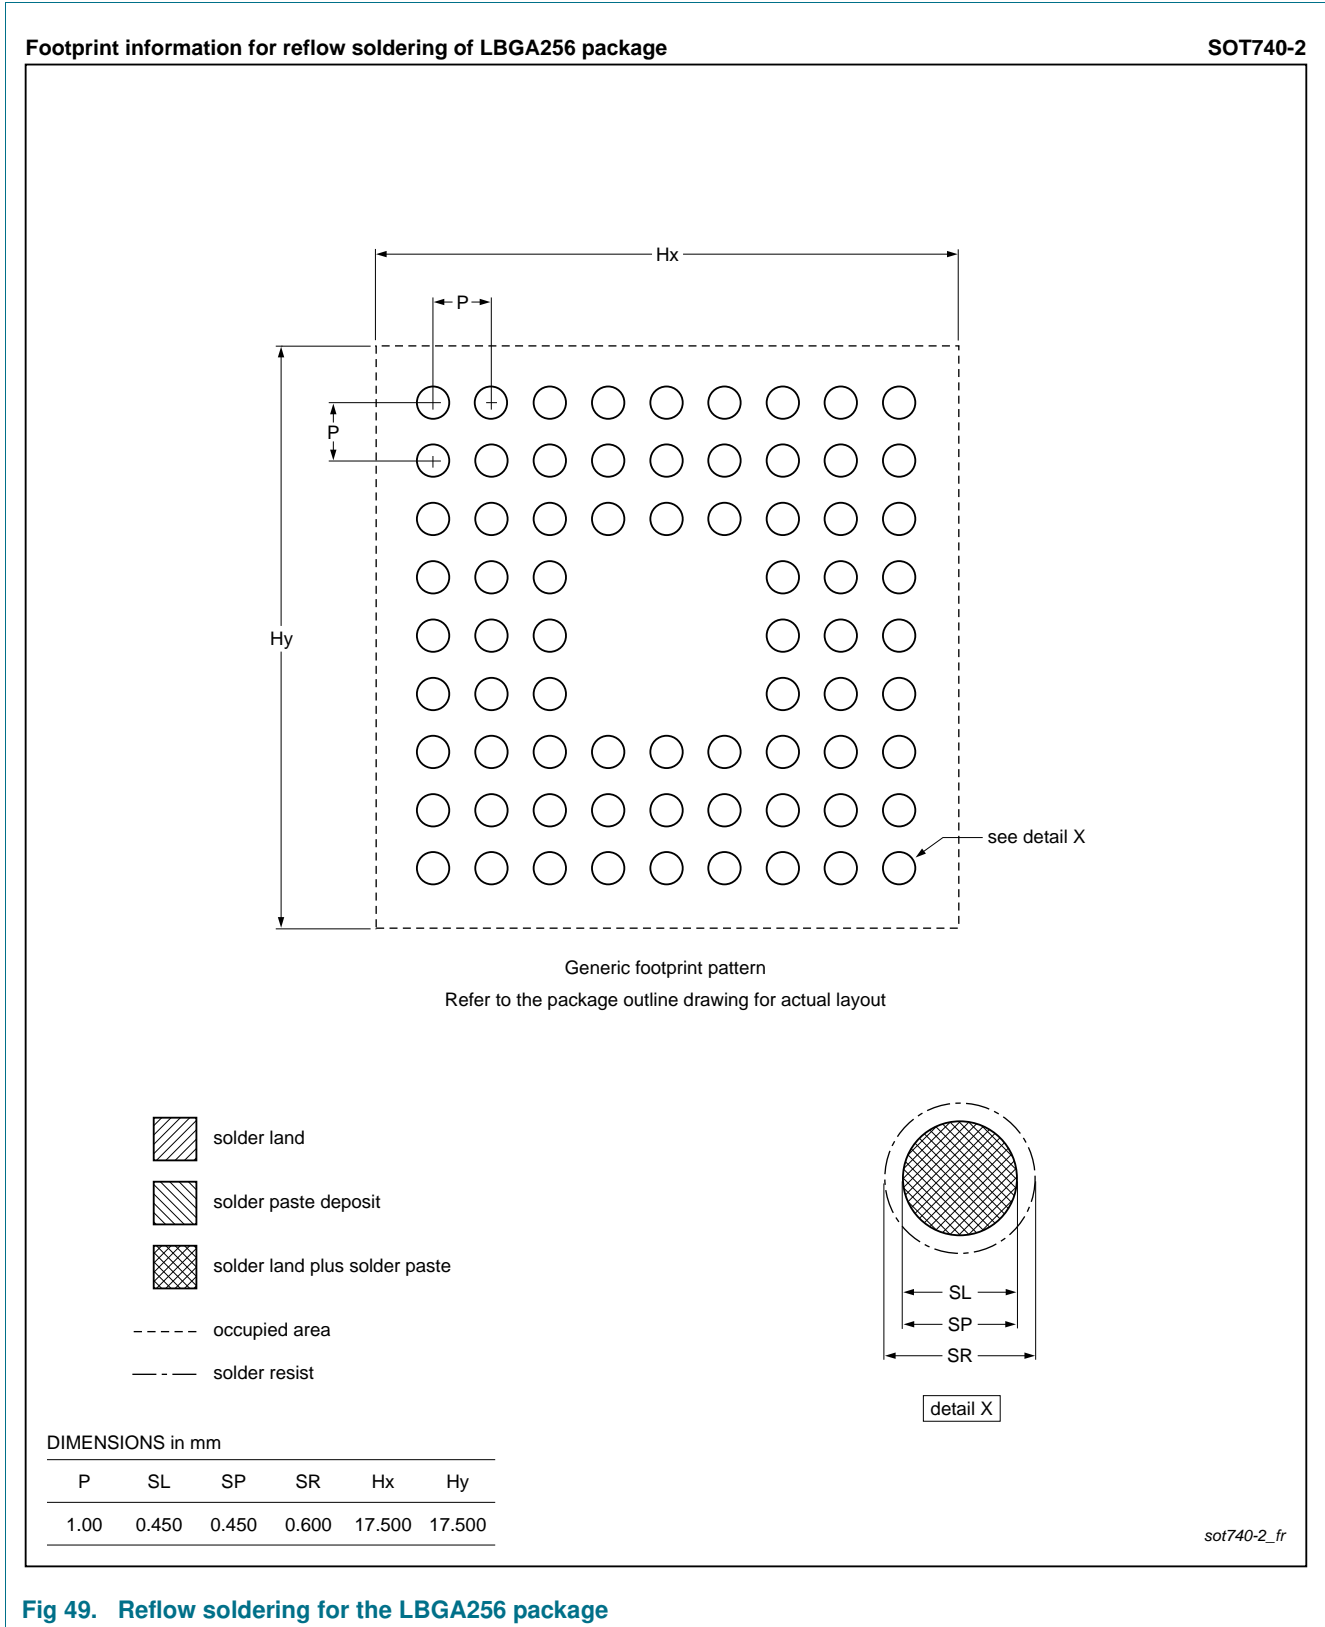 Footprint information for reflow soldering of LBGA256 package SOT740-2
Hx
P
P
Hy
see detail X
Generic footprint pattern
Refer to the package outline drawing for actual layout
solder land
solder paste deposit
solder land plus solder paste
occupied area
solder resist
SL
SP
SR
detail X
DIMENSIONS in mm
P SL SP SR Hx Hy
1.00 0.450 0.450 0.600 17.500 17.500
sot740-2_fr
Fig 49. Reflow soldering for the LBGA256 package